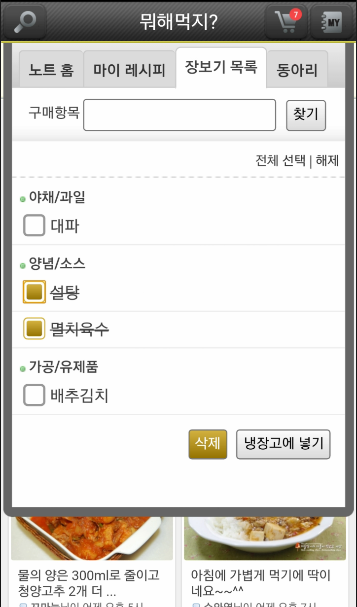 뭐해먹지?
7
MY
노트 홈 마이 레시피 장보기 목록 동아리
구매항목 찾기
전체 선택 | 해제
야채/과일
대파
양념/소스
설탕
멸치육수
가공/유제품
배추김치
삭제 냉장고에 넣기
물의 양은 300ml로 줄이고 아침에 가볍게 먹기에 딱이
청양고추 2개 더 ... 네요~~^^